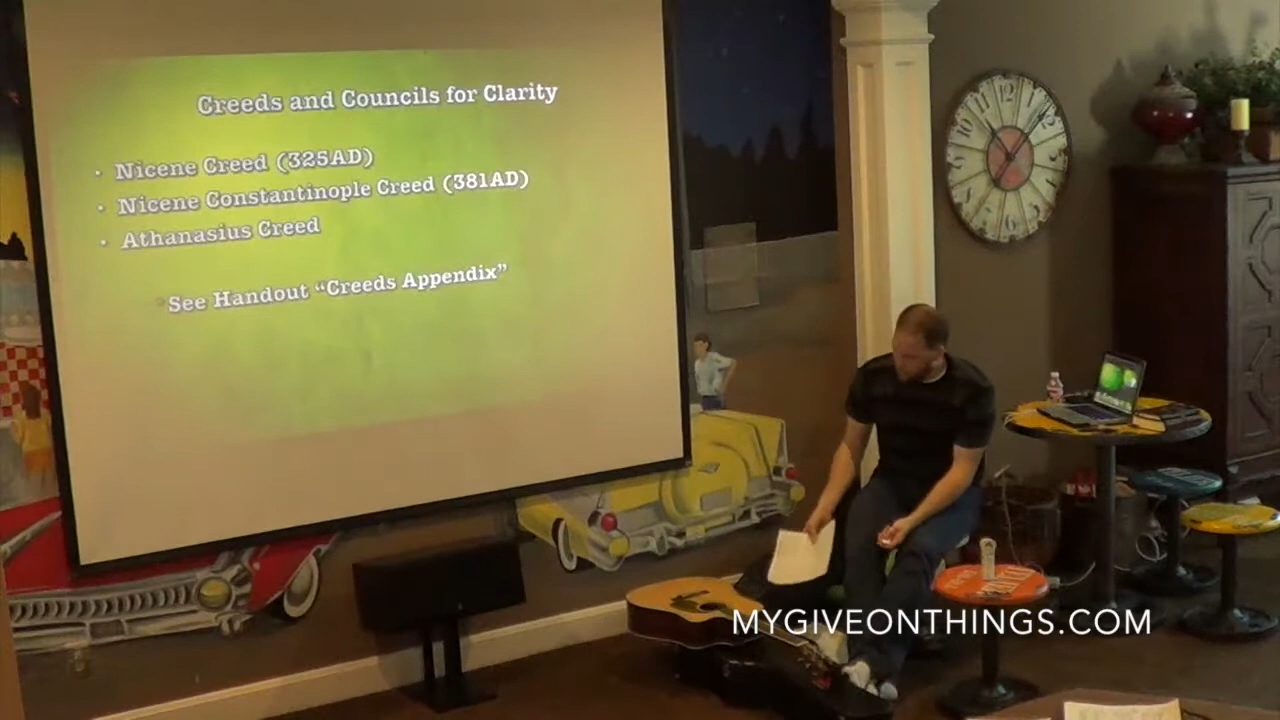 Creeds and Councils for Clarity
• Nicene Creed (325AD)
• Nicene Constantinople Creed (381AD)
• Athanasius Creed
*See Handout “Creeds Appendix”
12
MYGIVEONTHINGS.COM